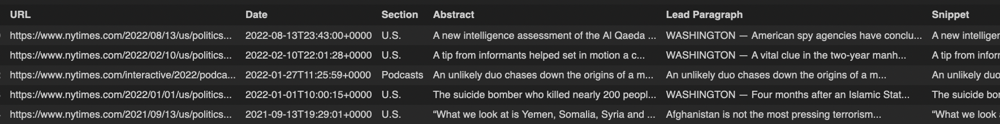 URL Date Section Abstract Lead Paragraph Snippet
https://www.nytimes.com/2022/08/13/us/politics... 2022-08-13T23:43:00+0000 U.S. A new intelligence assessment of the Al Qaeda ... WASHINGTON — American spy agencies have conclu... A new intelliger
https://www.nytimes.com/2022/02/10/us/politics... 2022-02-10T22:01:28+0000 U.S. A tip from informants helped set in motion a c... WASHINGTON — A vital clue in the two-year manh... A tip from inforr
https://www.nytimes.com/interactive/2022/podca... 2022-01-27T11:25:59+0000 Podcasts An unlikely duo chases down the origins of a m... An unlikely duo chases down the origins of a m... An unlikely duo
https://www.nytimes.com/2022/01/01/us/politics... 2022-01-01T10:00:15+0000 U.S. The suicide bomber who killed nearly 200 peopl... WASHINGTON — Four months after an Islamic Stat... The suicide bor
https://www.nytimes.com/2021/09/13/us/politics... 2021-09-13T19:29:01+0000 U.S. “What we look at is Yemen, Somalia, Syria and ... Afghanistan is not the most pressing terrorism... “What we look